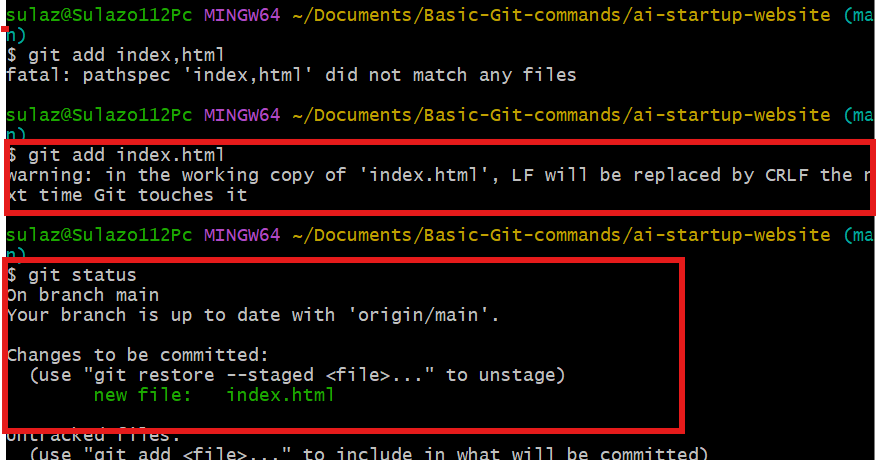 sulaz@Sulazo112Pc MINGW64 ~/Documents/Basic-Git-commands/ai-startup-website (ma
n)
$ git add index,html
fatal: pathspec 'index,html' did not match any files
sulaz@Sulazo112Pc MINGW64 ~/Documents/Basic-Git-commands/ai-startup-website (ma
n)
$ git add index.html
warning: in the working copy of 'index.html', LF will be replaced by CRLF the n
xt time Git touches it
sulaz@Sulazo112Pc MINGW64 ~/Documents/Basic-Git-commands/ai-startup-website (ma
n)
$ git status
On branch main
Your branch is up to date with 'origin/main'.
Changes to be committed:
(use "git restore --staged <file>..." to unstage)
new file:   index.html
Untracked files:
(use "git add <file>..." to include in what will be committed)